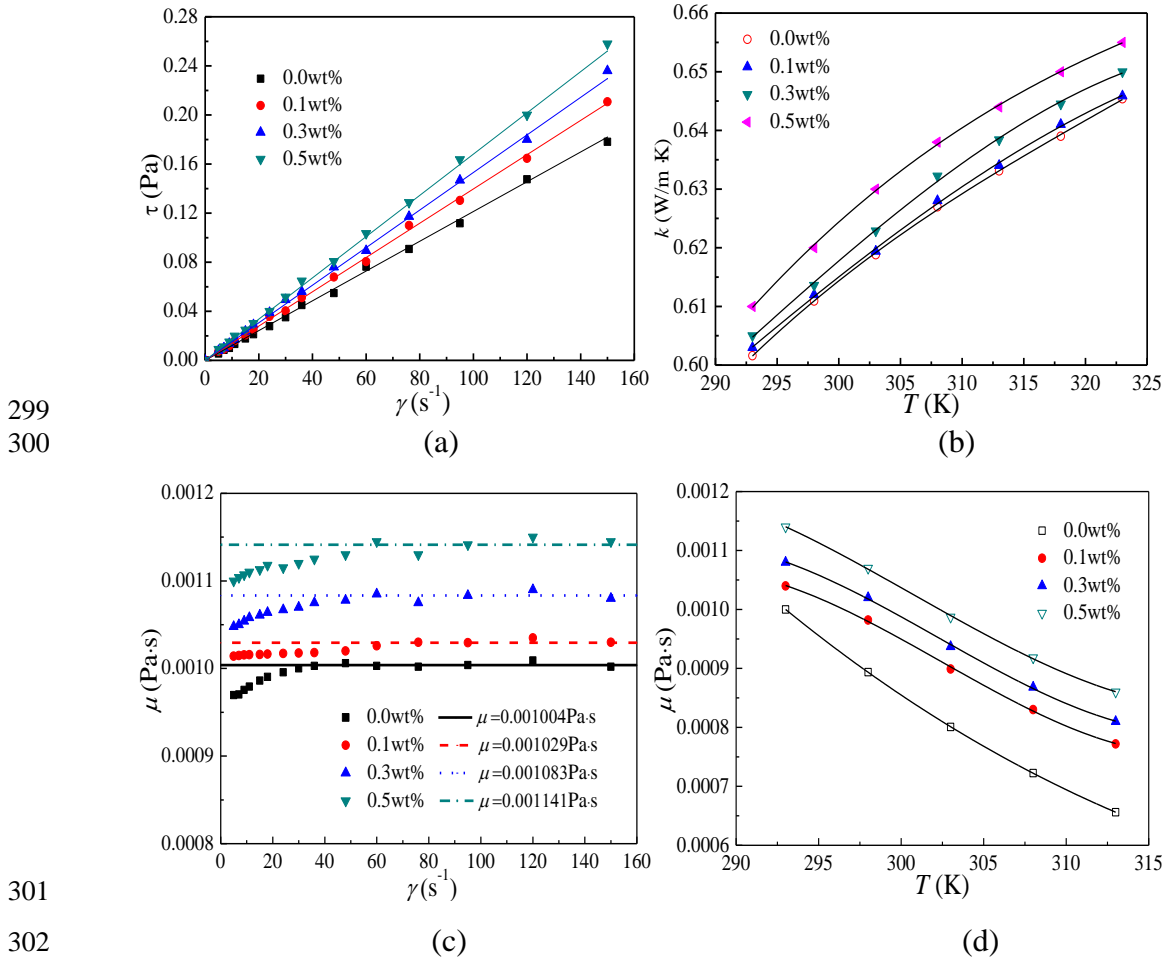 0.28
0.24
0.20
0.16
0.12
0.08
0.04
0.00
τ (Pa)
0.0wt%
0.1wt%
0.3wt%
0.5wt%
20 40 60 80 100 120 140 160
γ (s⁻¹)
299
300
(a)
0.66
0.65
0.64
0.63
0.62
0.61
0.60
k (W/m·K)
0.0wt%
0.1wt%
0.3wt%
0.5wt%
290 295 300 305 310 315 320 325
T (K)
(b)
0.0012
0.0011
0.0010
0.0009
0.0008
μ (Pa·s)
0.0wt% μ=0.001004Pa·s
0.1wt% μ=0.001029Pa·s
0.3wt% μ=0.001083Pa·s
0.5wt% μ=0.001141Pa·s
0 20 40 60 80 100 120 140 160
γ (s⁻¹)
301
302
(c)
0.0012
0.0011
0.0010
0.0009
0.0008
0.0007
0.0006
μ (Pa·s)
0.0wt%
0.1wt%
0.3wt%
0.5wt%
290 295 300 305 310 315
T (K)
(d)